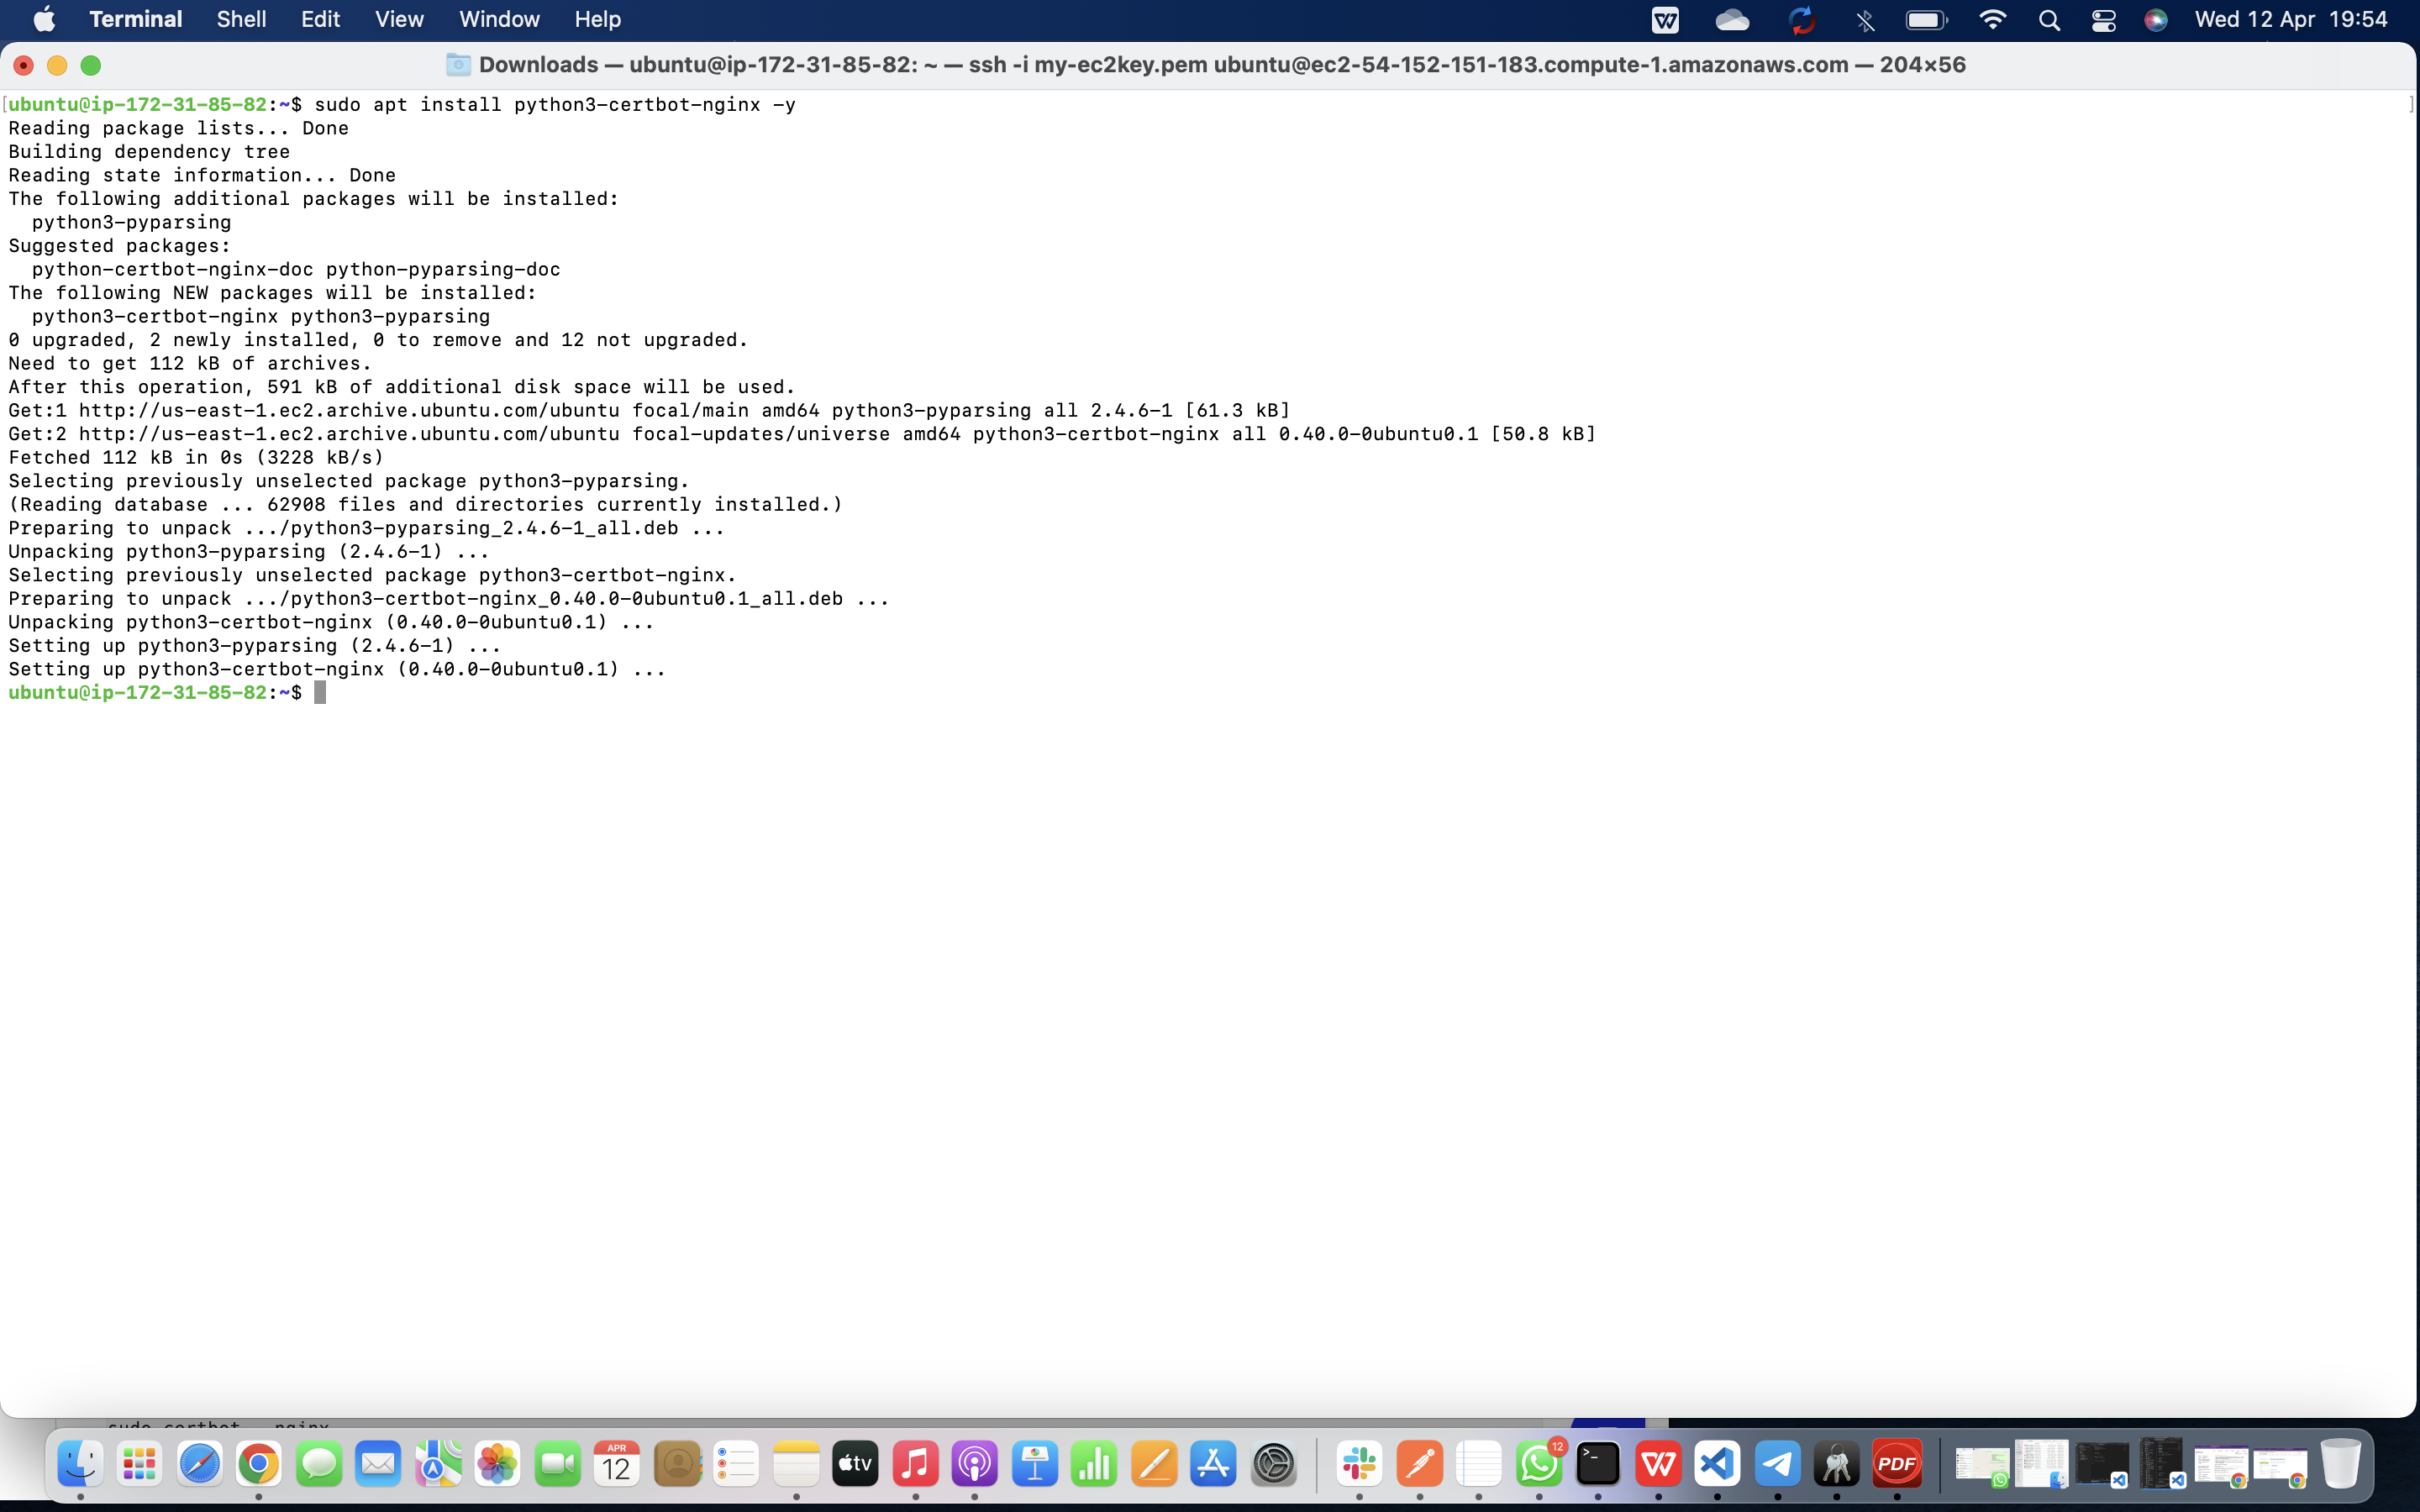 Terminal Shell Edit View Window Help Wed 12 Apr 19:54
Downloads — ubuntu@ip-172-31-85-82: ~ — ssh -i my-ec2key.pem ubuntu@ec2-54-152-151-183.compute-1.amazonaws.com — 204×56
[ubuntu@ip-172-31-85-82:~$ sudo apt install python3-certbot-nginx -y ]
Reading package lists... Done
Building dependency tree
Reading state information... Done
The following additional packages will be installed:
python3-pyparsing
Suggested packages:
python-certbot-nginx-doc python-pyparsing-doc
The following NEW packages will be installed:
python3-certbot-nginx python3-pyparsing
0 upgraded, 2 newly installed, 0 to remove and 12 not upgraded.
Need to get 112 kB of archives.
After this operation, 591 kB of additional disk space will be used.
Get:1 http://us-east-1.ec2.archive.ubuntu.com/ubuntu focal/main amd64 python3-pyparsing all 2.4.6-1 [61.3 kB]
Get:2 http://us-east-1.ec2.archive.ubuntu.com/ubuntu focal-updates/universe amd64 python3-certbot-nginx all 0.40.0-0ubuntu0.1 [50.8 kB]
Fetched 112 kB in 0s (3228 kB/s)
Selecting previously unselected package python3-pyparsing.
(Reading database ... 62908 files and directories currently installed.)
Preparing to unpack .../python3-pyparsing_2.4.6-1_all.deb ...
Unpacking python3-pyparsing (2.4.6-1) ...
Selecting previously unselected package python3-certbot-nginx.
Preparing to unpack .../python3-certbot-nginx_0.40.0-0ubuntu0.1_all.deb ...
Unpacking python3-certbot-nginx (0.40.0-0ubuntu0.1) ...
Setting up python3-pyparsing (2.4.6-1) ...
Setting up python3-certbot-nginx (0.40.0-0ubuntu0.1) ...
ubuntu@ip-172-31-85-82:~$
APR
12
tv
12
PDF